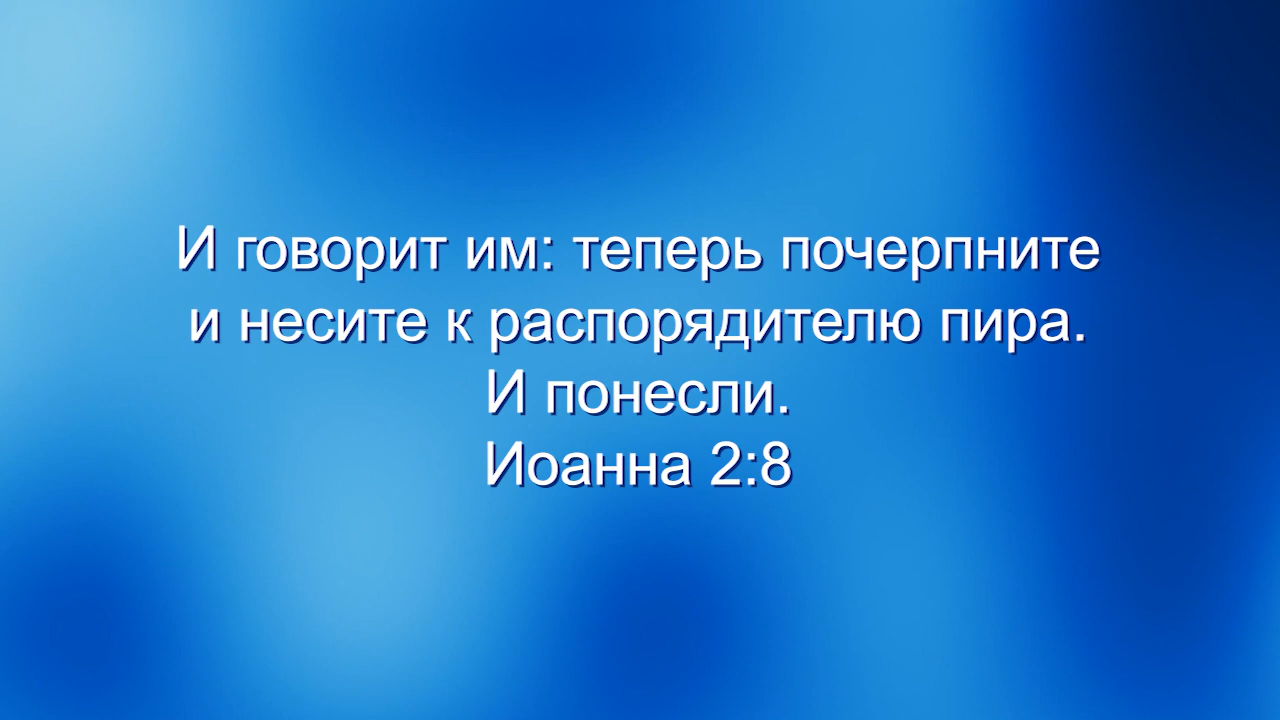 И говорит им: теперь почерпните
и несите к распорядителю пира.
И понесли.
Иоанна 2:8